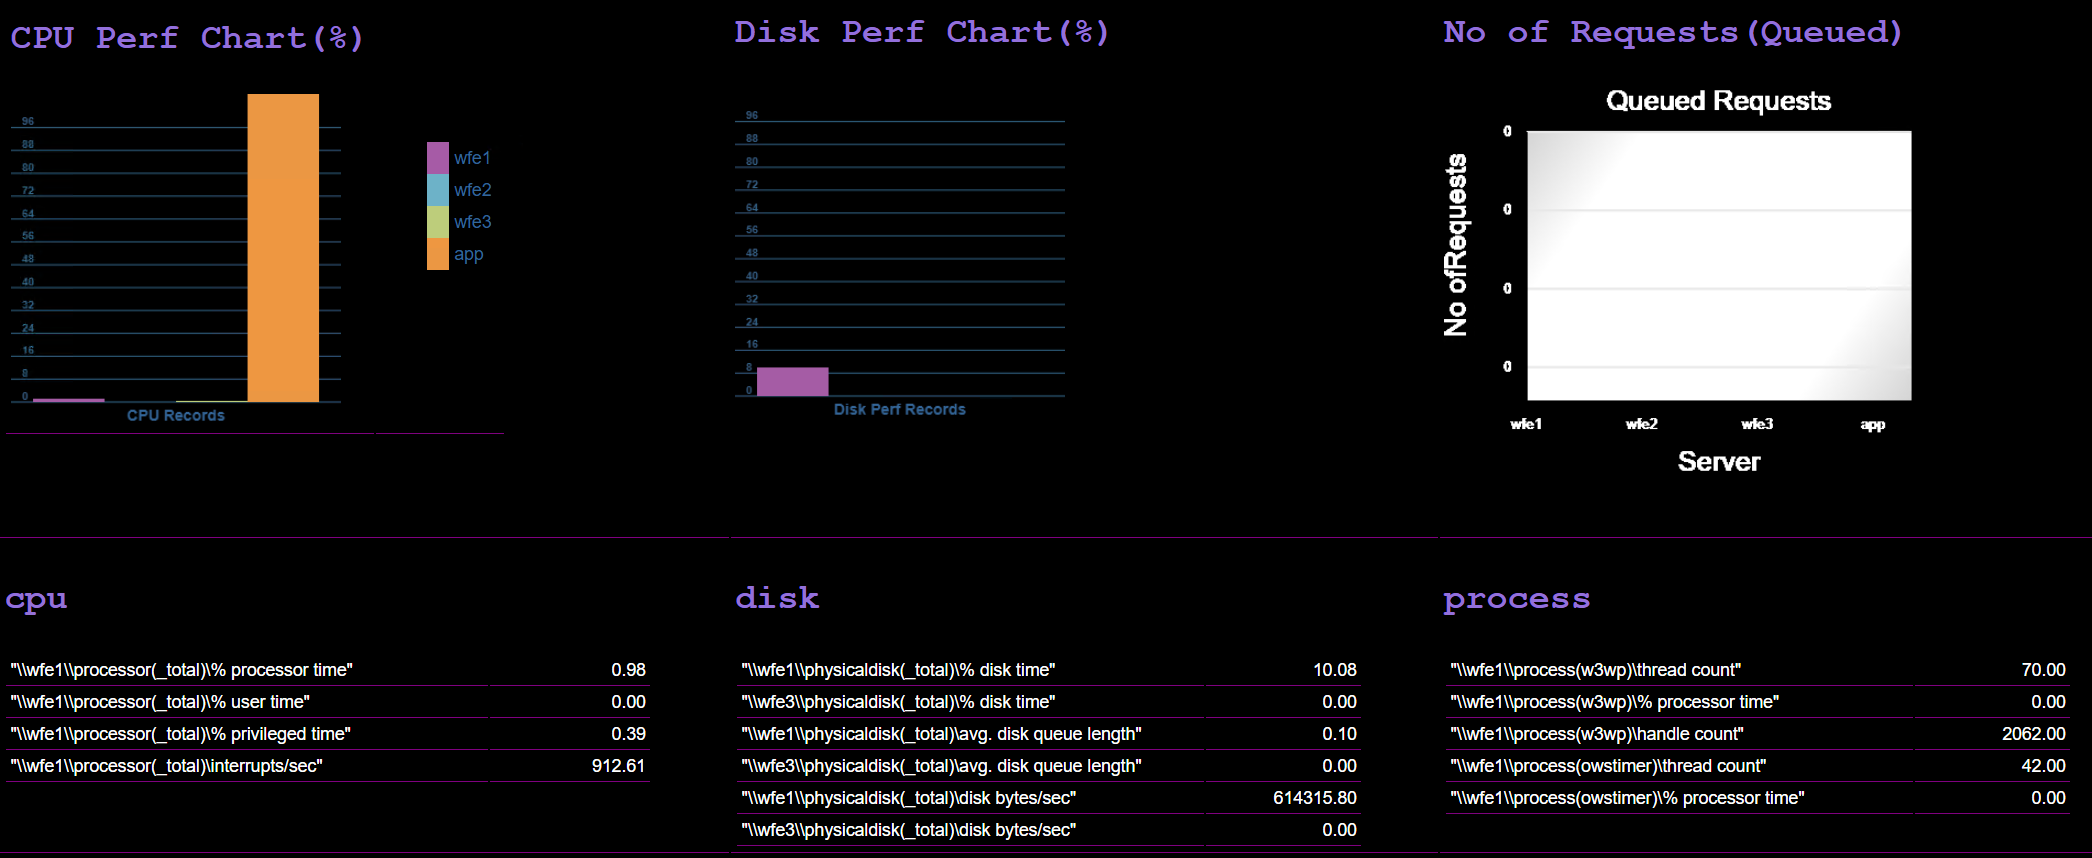 CPU Perf Chart(%)
96
88
80
72
64
56
48
40
32
24
16
8
0
CPU Records
wfe1
wfe2
wfe3
app
Disk Perf Chart(%)
96
88
80
72
64
56
48
40
32
24
16
8
0
Disk Perf Records
No of Requests(Queued)
Queued Requests
No ofRequests
0
0
0
0
wfe1 wfe2 wfe3 app
Server
cpu
"\\wfe1\\processor(_total)\% processor time" 0.98
"\\wfe1\\processor(_total)\% user time" 0.00
"\\wfe1\\processor(_total)\% privileged time" 0.39
"\\wfe1\\processor(_total)\interrupts/sec" 912.61
disk
"\\wfe1\\physicaldisk(_total)\% disk time" 10.08
"\\wfe3\\physicaldisk(_total)\% disk time" 0.00
"\\wfe1\\physicaldisk(_total)\avg. disk queue length" 0.10
"\\wfe3\\physicaldisk(_total)\avg. disk queue length" 0.00
"\\wfe1\\physicaldisk(_total)\disk bytes/sec" 614315.80
"\\wfe3\\physicaldisk(_total)\disk bytes/sec" 0.00
process
"\\wfe1\\process(w3wp)\thread count" 70.00
"\\wfe1\\process(w3wp)\% processor time" 0.00
"\\wfe1\\process(w3wp)\handle count" 2062.00
"\\wfe1\\process(owstimer)\thread count" 42.00
"\\wfe1\\process(owstimer)\% processor time" 0.00